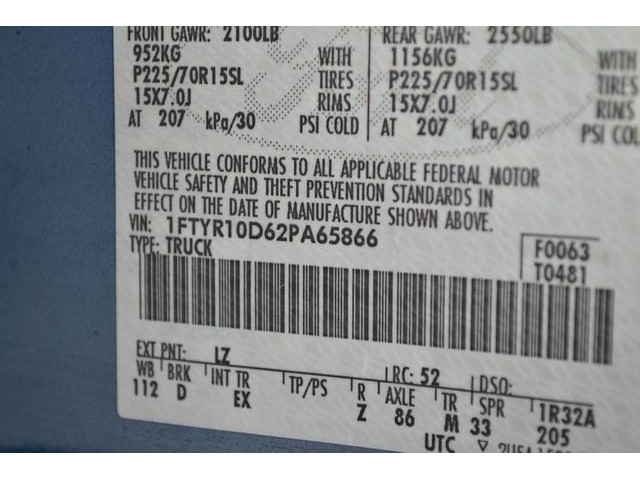 FRONT GAWR: 2100LB REAR GAWR: 2550LB
952KG WITH 1156KG WITH
P225/70R15SL TIRES P225/70R15SL TIRES
15X7.0J RIMS 15X7.0J RIMS
AT 207 kPa/30 PSI COLD AT 207 kPa/30 PSI COL
THIS VEHICLE CONFORMS TO ALL APPLICABLE FEDERAL MOTOR
VEHICLE SAFETY AND THEFT PREVENTION STANDARDS IN
EFFECT ON THE DATE OF MANUFACTURE SHOWN ABOVE.
VIN: 1FTYR10D62PA65866 F0063
TYPE: TRUCK T0481
EXT PNT: LZ RC: 52 DSO:
WB BRK INT TR TP/PS R AXLE TR SPR 1R32A
112 D EX Z 86 M 33 205
UTC